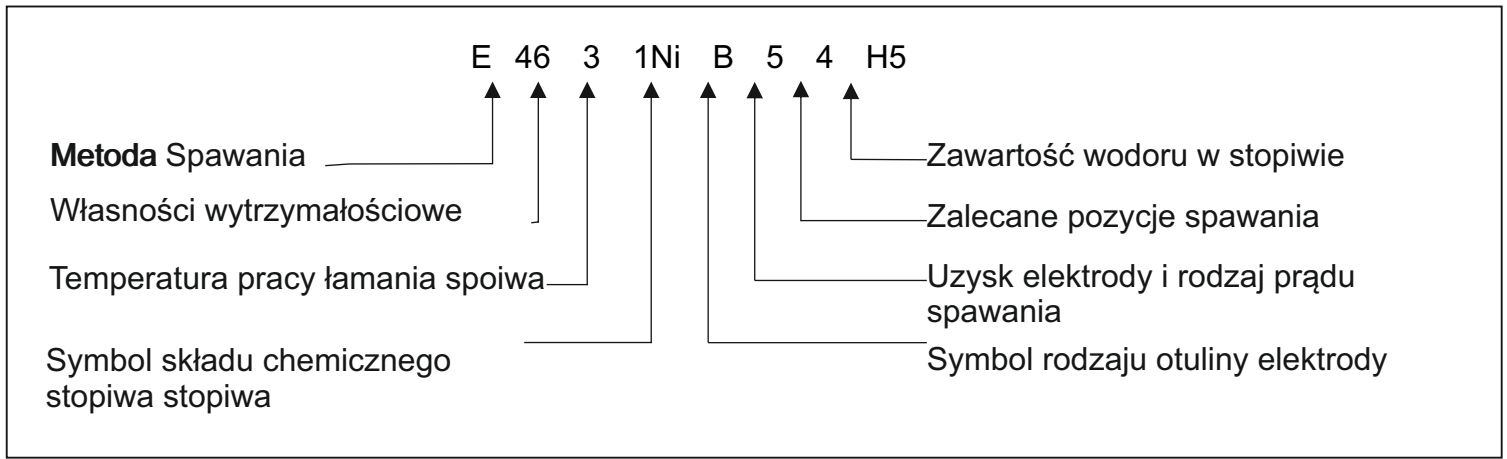 E 46 3 1Ni B 5 4 H5
Metoda Spawania
Własności wytrzymałościowe
Temperatura pracy łamania spoiwa
Symbol składu chemicznego
stopiwa stopiwa
Zawartość wodoru w stopiwie
Zalecane pozycje spawania
Uzysk elektrody i rodzaj prądu
spawania
Symbol rodzaju otuliny elektrody